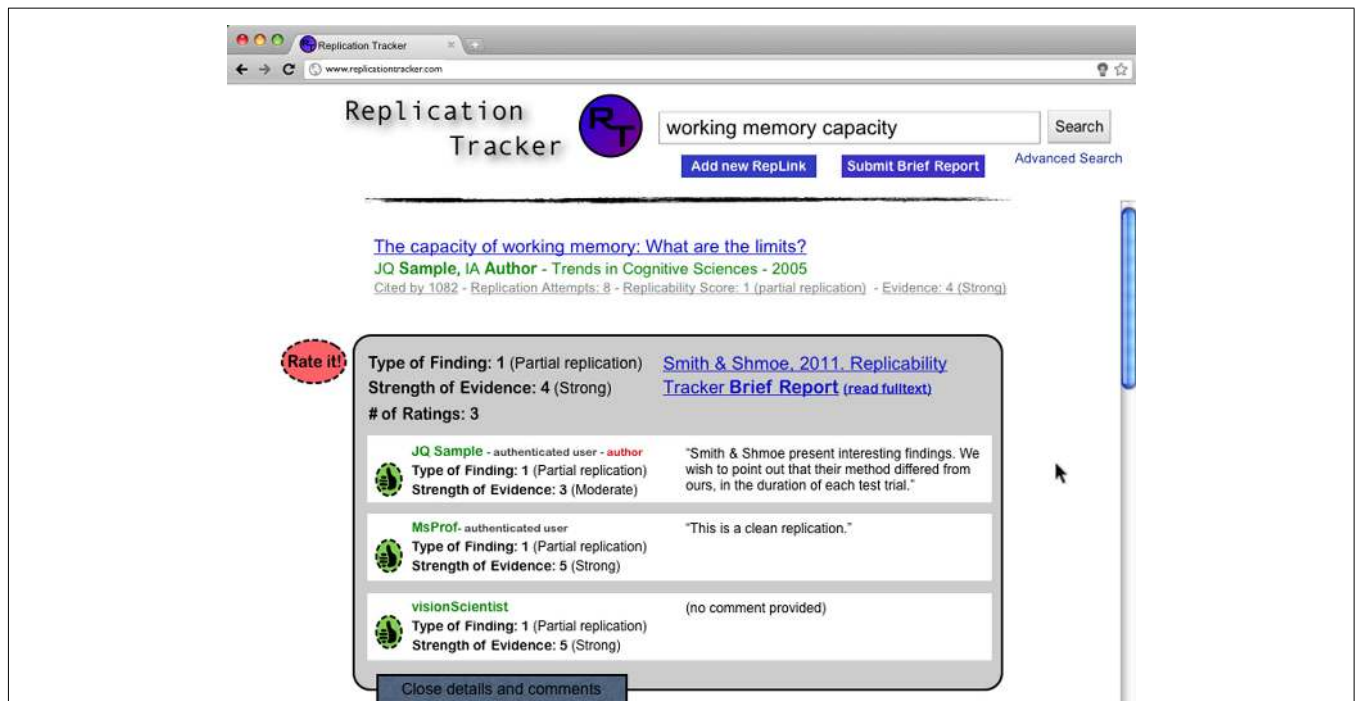 Replication Tracker
www.replicationtracker.com
Replication
Tracker
RT
working memory capacity
Search
Add new RepLink
Submit Brief Report
Advanced Search
The capacity of working memory: What are the limits?
JQ Sample, IA Author - Trends in Cognitive Sciences - 2005
Cited by 1082 - Replication Attempts: 8 - Replicability Score: 1 (partial replication) - Evidence: 4 (Strong)
Rate it!
Type of Finding: 1 (Partial replication)
Strength of Evidence: 4 (Strong)
# of Ratings: 3
Smith & Shmoe, 2011. Replicability
Tracker Brief Report (read fulltext)
JQ Sample - authenticated user - author
Type of Finding: 1 (Partial replication)
Strength of Evidence: 3 (Moderate)
“Smith & Shmoe present interesting findings. We
wish to point out that their method differed from
ours, in the duration of each test trial.”
MsProf- authenticated user
Type of Finding: 1 (Partial replication)
Strength of Evidence: 5 (Strong)
“This is a clean replication.”
visionScientist
Type of Finding: 1 (Partial replication)
Strength of Evidence: 5 (Strong)
(no comment provided)
Close details and comments